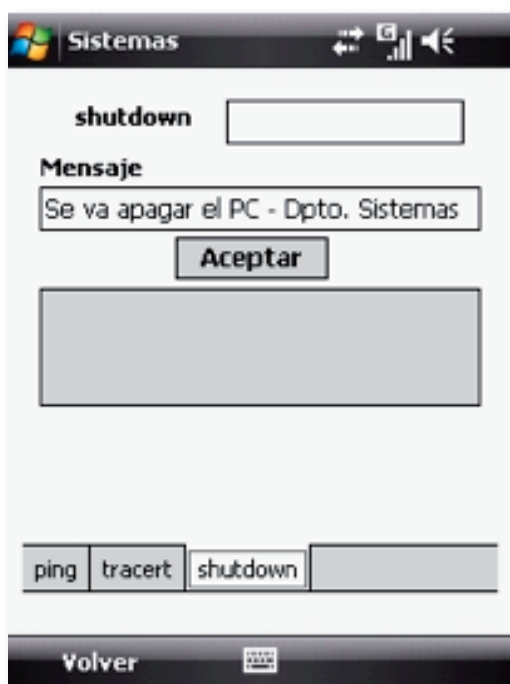 Sistemas
shutdown
Mensaje
Se va apagar el PC - Dpto. Sistemas
Aceptar
ping tracert shutdown
Volver